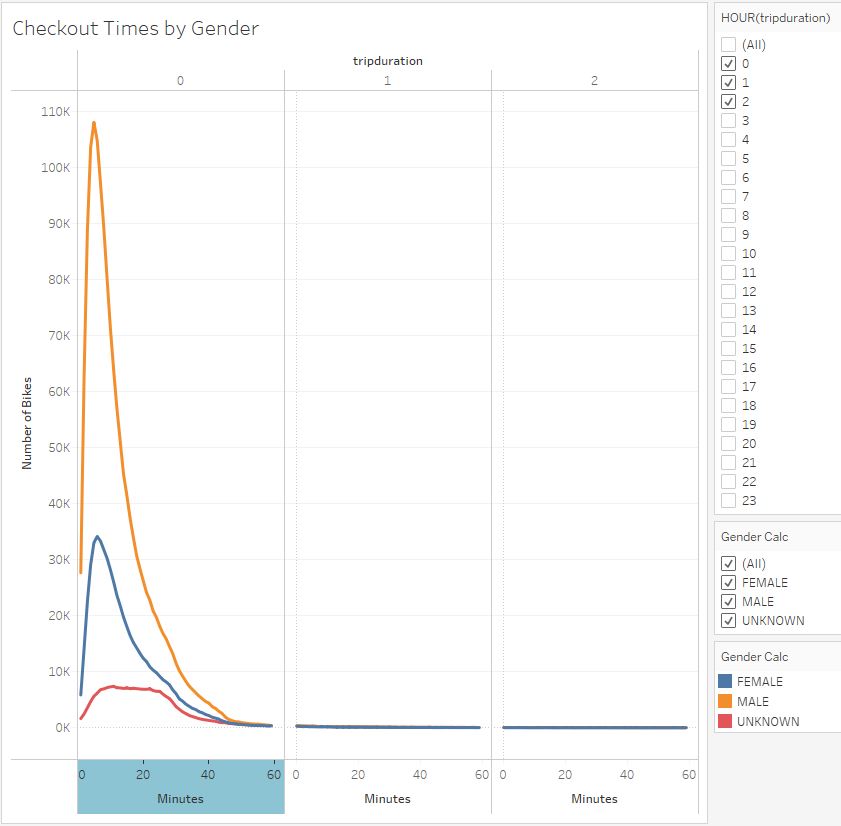 Checkout Times by Gender
tripduration
0 1 2
110K
100K
90K
80K
70K
60K
50K
40K
30K
20K
10K
0K
Number of Bikes
0 20 40 60 0 20 40 60 0 20 40 60
Minutes Minutes Minutes
HOUR(tripduration)
(All)
0
1
2
3
4
5
6
7
8
9
10
11
12
13
14
15
16
17
18
19
20
21
22
23
Gender Calc
(All)
FEMALE
MALE
UNKNOWN
Gender Calc
FEMALE
MALE
UNKNOWN